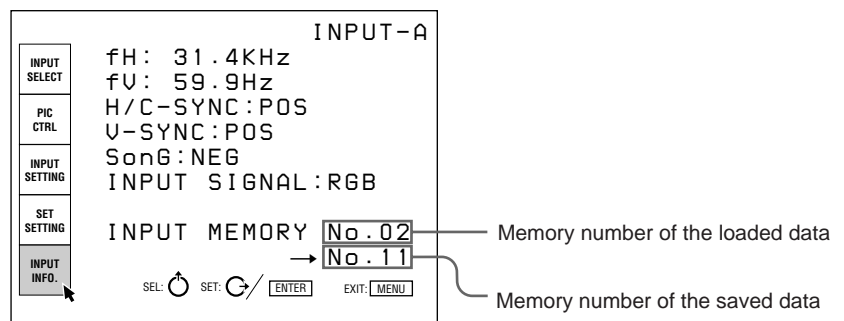 INPUT-A
INPUT
SELECT
PIC
CTRL
INPUT
SETTING
SET
SETTING
INPUT
INFO.
fH: 31.4KHz
fV: 59.9Hz
H/C-SYNC:POS
V-SYNC:POS
SonG:NEG
INPUT SIGNAL:RGB
INPUT MEMORY No.02
→ No.11
SEL: SET: / ENTER EXIT: MENU
Memory number of the loaded data
Memory number of the saved data